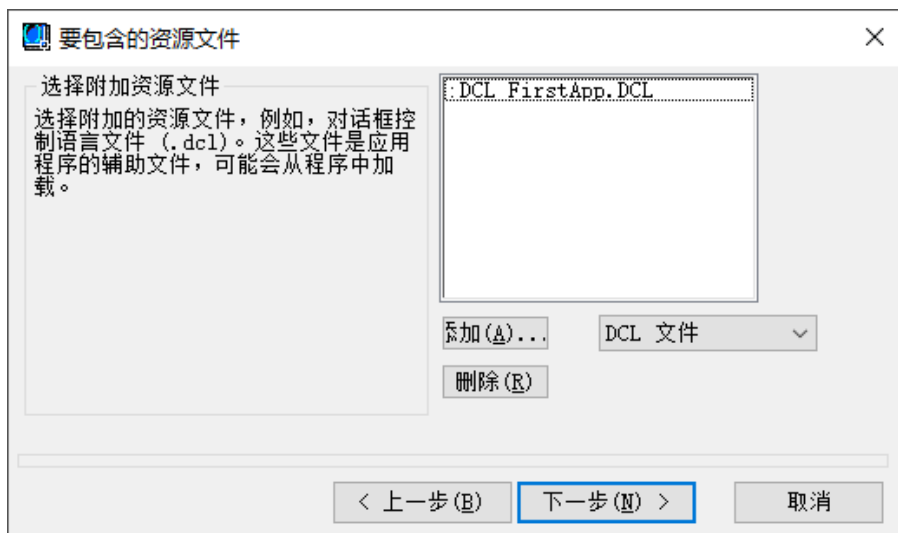 要包含的资源文件
选择附加资源文件
选择附加的资源文件，例如，对话框控
制语言文件 (.dcl)。这些文件是应用
程序的辅助文件，可能会从程序中加
载。
:DCL FirstApp.DCL
添加(A)...
DCL 文件
删除(R)
< 上一步(B)
下一步(N) >
取消